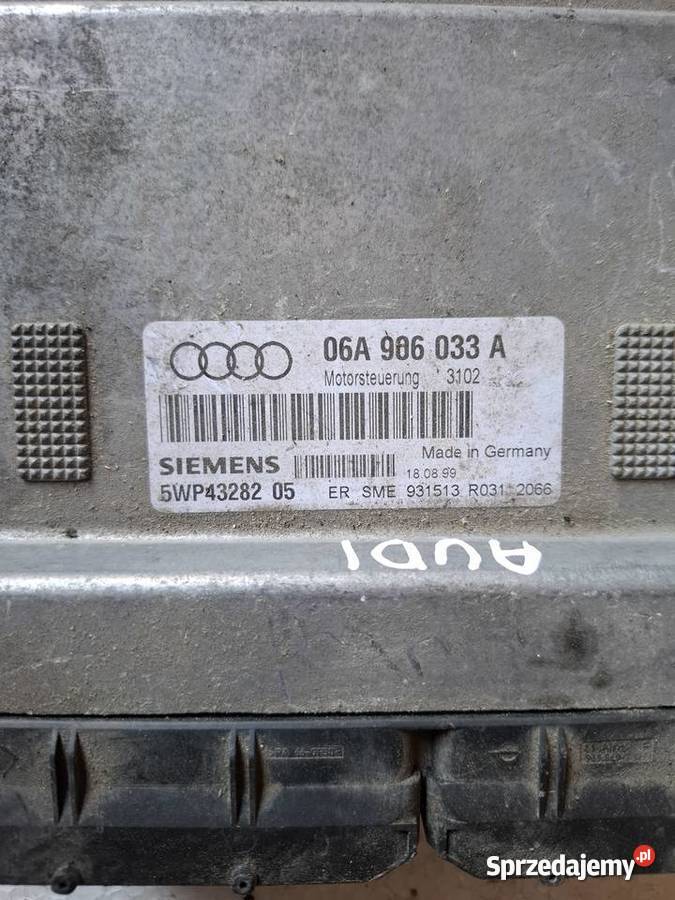 06A 906 033 A
Motorsteuerung 3102
Made in Germany
SIEMENS
18.08.99
5WP43282 05 ER SME 931513 R031 2066
AUDI
Sprzedajemy.pl